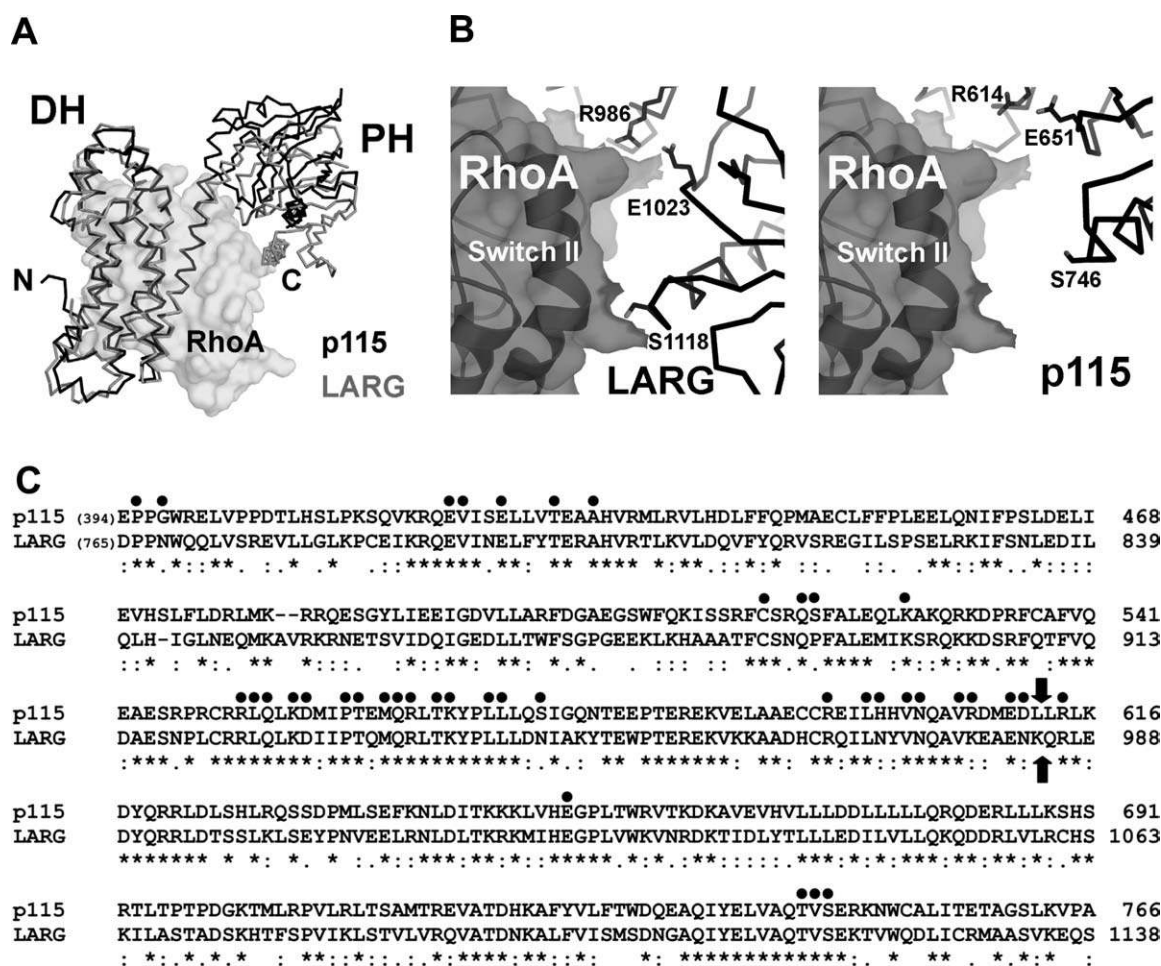 A
DH
PH
N
C
RhoA
p115
LARG
B
R986
RhoA
E1023
Switch II
S1118
LARG
R614
E651
RhoA
Switch II
S746
p115
C
p115 (394) EPPGWRELVPPDTLHSLPKSQVKRQEVISELLVTEAAHVRMLRVLHDLFFQPMAECLFFPLEELQNIFPSLDELI 468
LARG (765) DPPNWQQLVSREVLLGLKPCEIKRQEVINELFYTERAHVRTLKVLDQVFYQRVSREGILSPSELRKIFSNLEDIL 839
p115 EVHSLFLDRLMK--RRQESGYLIEEIGDVLLARFDGAEGSWFQKISSRFCSRQSFALEQLKAKQRKDPRFCAFVQ 541
LARG QLH-IGLNEQMKAVRKRNETSVIDQIGEDLLTWFSGPGEEKLKHAAATFCSNQPFALEMIKSRQKKDSRFQTFVQ 913
p115 EAESRPRCRRLQLKDMIPTEMQRLTKYPLLLQSIGQNTEEPTEREKVELAAECCREILHHVNQAVRDMEDLLRLK 616
LARG DAESNPLCRRLQLKDIIPTQMQRLTKYPLLLDNIAKYTEWPTEREKVKKAADHCRQILNYVNQAVKEAENKQRLE 988
p115 DYQRRLDLSHLRQSSDPMLSEFKNLDITKKKLVHEGPLTWRVTKDKAVEVHVLLLDDLLLLLQRQDERLLLKSHS 691
LARG DYQRRLDTSSLKLSEYPNVEELRNLDLTKRKMIHEGPLVWKVNRDKTIDLYTLLLEDILVLLQKQDDRLVLRCHS 1063
p115 RTLTPTPDGKTMLRPVLRLTSAMTREVATDHKAFYVLFTWDQEAQIYELVAQTVSERKNWCALITETAGSLKVPA 766
LARG KILASTADSKHTFSPVIKLSTVLVRQVATDNKALFVISMSDNGAQIYELVAQTVSEKTVWQDLICRMAASVKEQS 1138